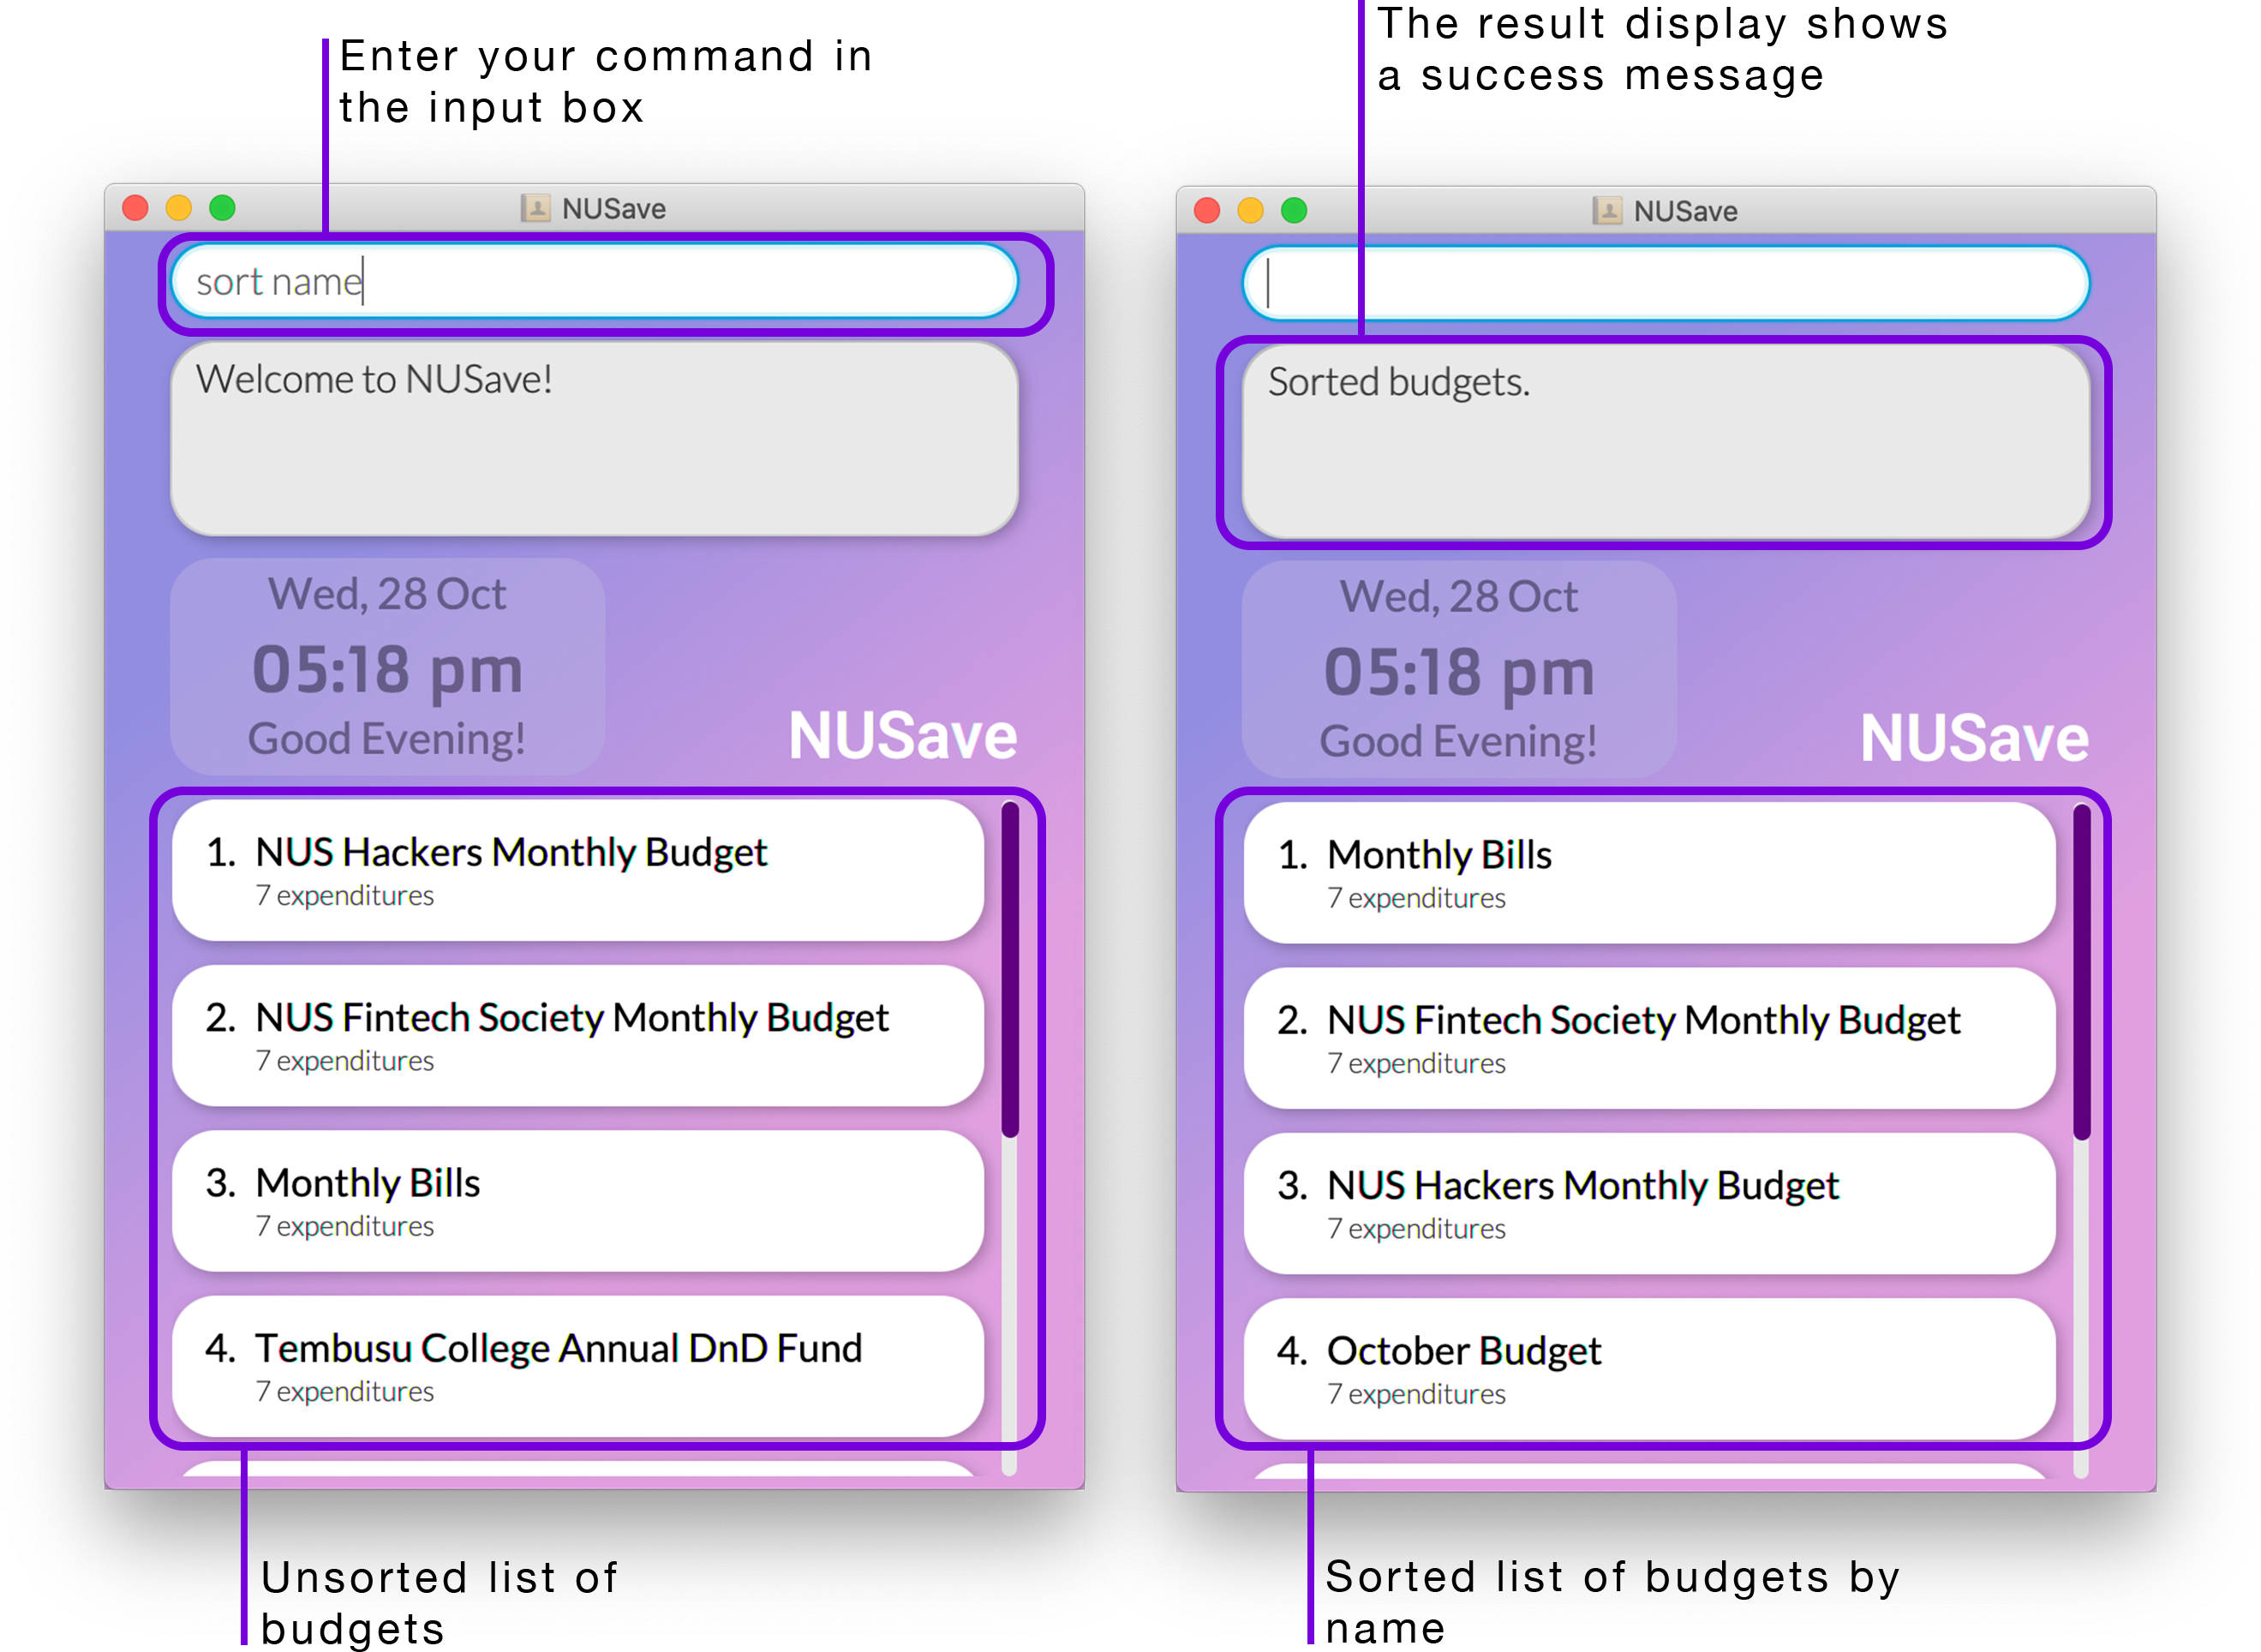 Enter your command in
the input box
NUSave
sort name
Welcome to NUSave!
Wed, 28 Oct
05:18 pm
Good Evening!
NUSave
1. NUS Hackers Monthly Budget
7 expenditures
2. NUS Fintech Society Monthly Budget
7 expenditures
3. Monthly Bills
7 expenditures
4. Tembusu College Annual DnD Fund
7 expenditures
Unsorted list of
budgets
The result display shows
a success message
NUSave
Sorted budgets.
Wed, 28 Oct
05:18 pm
Good Evening!
NUSave
1. Monthly Bills
7 expenditures
2. NUS Fintech Society Monthly Budget
7 expenditures
3. NUS Hackers Monthly Budget
7 expenditures
4. October Budget
7 expenditures
Sorted list of budgets by
name